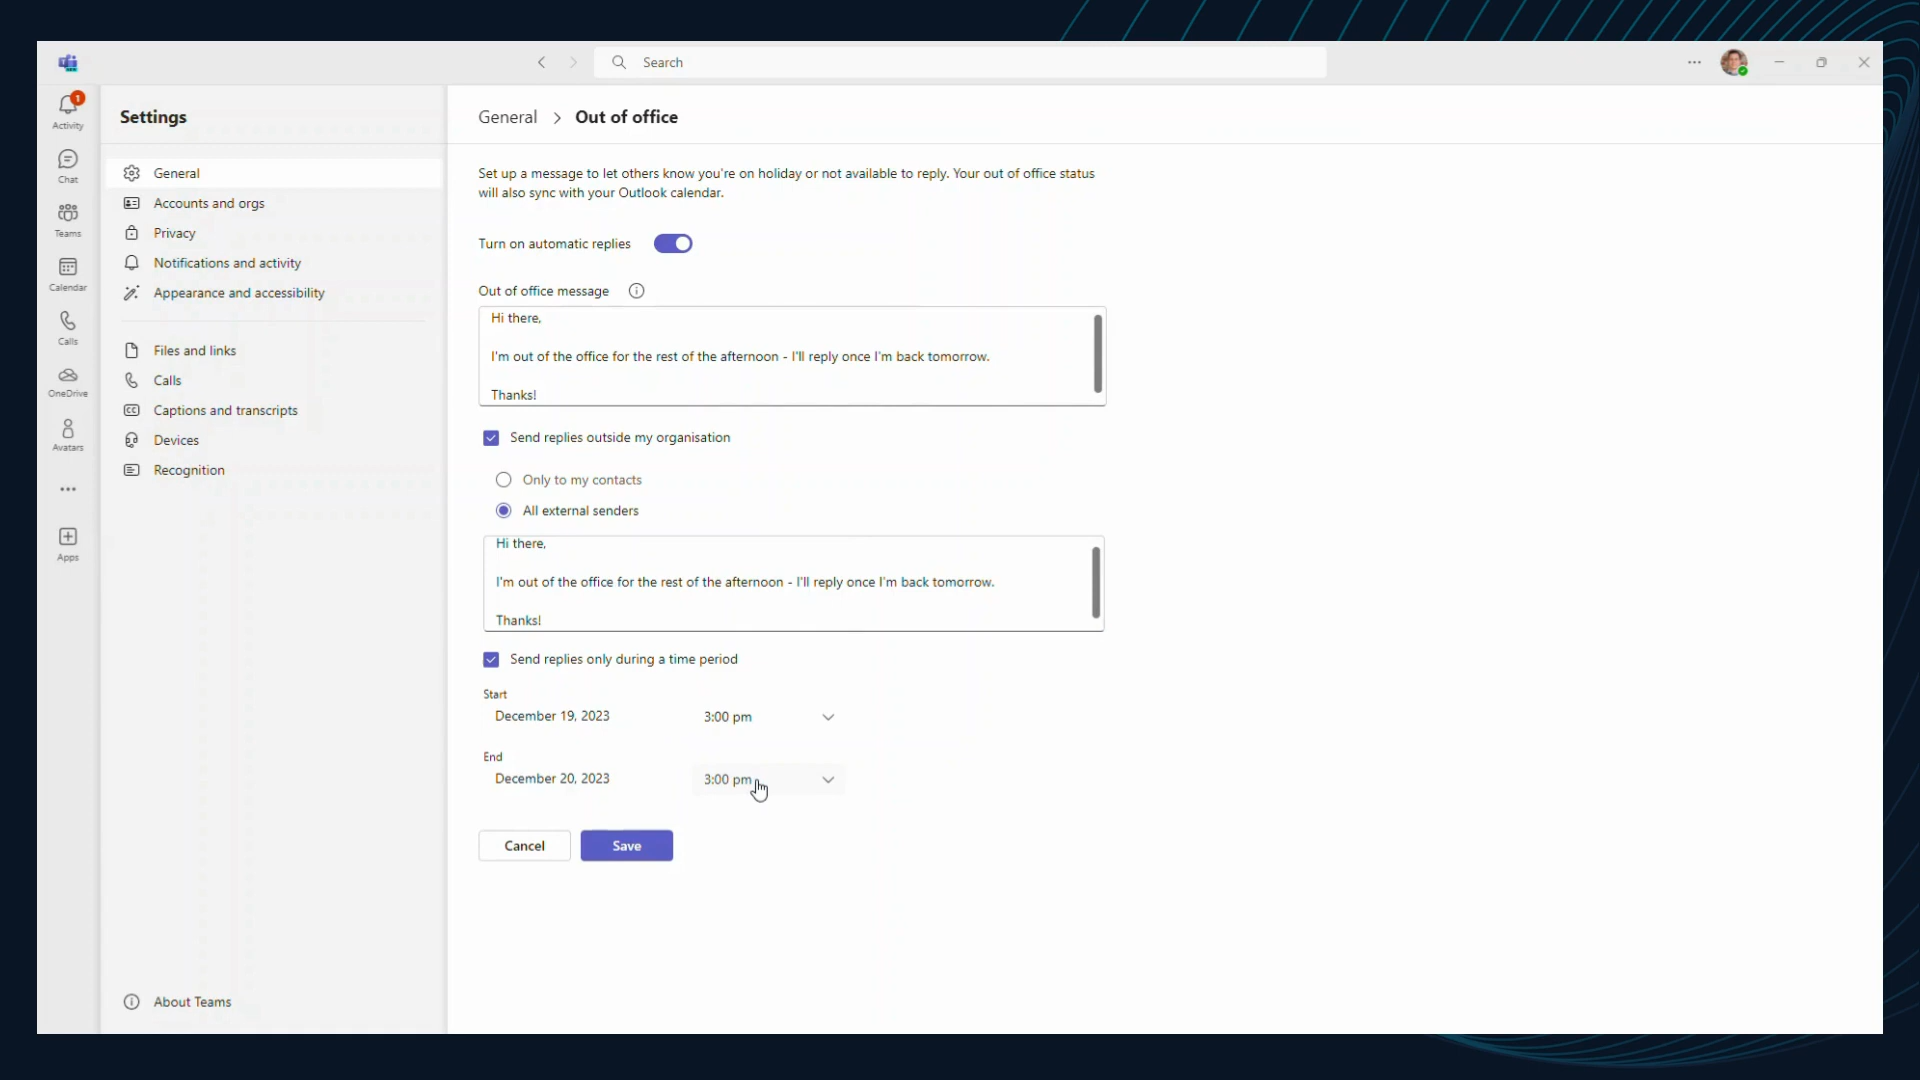 Search
1
Activity
Chat
Teams
Calendar
Calls
OneDrive
Avatars
Apps
Settings
General
Accounts and orgs
Privacy
Notifications and activity
Appearance and accessibility
Files and links
Calls
CC Captions and transcripts
Devices
Recognition
About Teams
General > Out of office
Set up a message to let others know you're on holiday or not available to reply. Your out of office status
will also sync with your Outlook calendar.
Turn on automatic replies
Out of office message
Hi there,
I'm out of the office for the rest of the afternoon - I'll reply once I'm back tomorrow.
Thanks!
Send replies outside my organisation
Only to my contacts
All external senders
Hi there,
I'm out of the office for the rest of the afternoon - I'll reply once I'm back tomorrow.
Thanks!
Send replies only during a time period
Start
December 19, 2023 3:00 pm
End
December 20, 2023 3:00 pm
Cancel Save